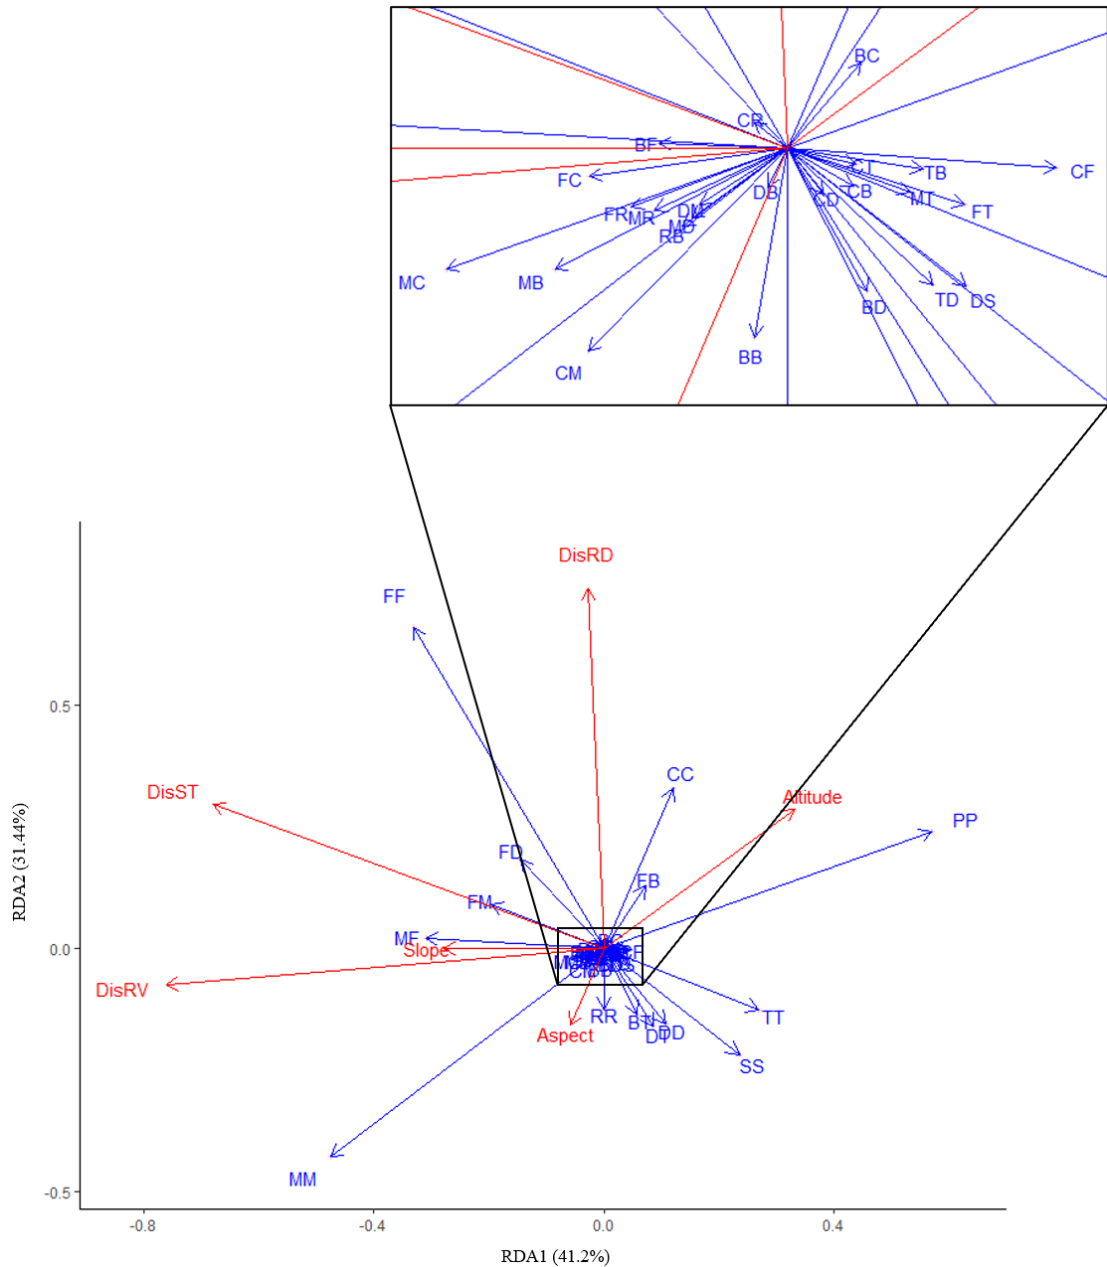 BC
CR
BF
CT
TB
CF
FC
DB
CD
CB
MT
FT
FR
MR
MD
RB
MC
MB
TD
DS
BD
BB
CM
DisRD
FF
0.5
CC
DisST
Altitude
PP
FD
FB
FM
MF
Slope
0.0
DisRV
RR
BT
DT
DD
TT
Aspect
SS
MM
-0.5
-0.8
-0.4
0.0
0.4
RDA1 (41.2%)
RDA2 (31.44%)